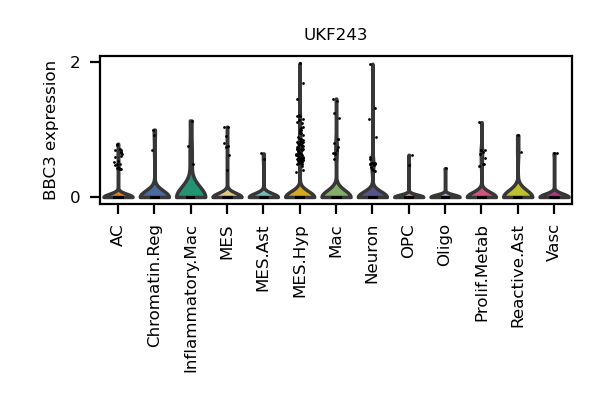 UKF243
BBC3 expression
2
0
AC
Chromatin.Reg
Inflammatory.Mac
MES
MES.Ast
MES.Hyp
Mac
Neuron
OPC
Oligo
Prolif.Metab
Reactive.Ast
Vasc